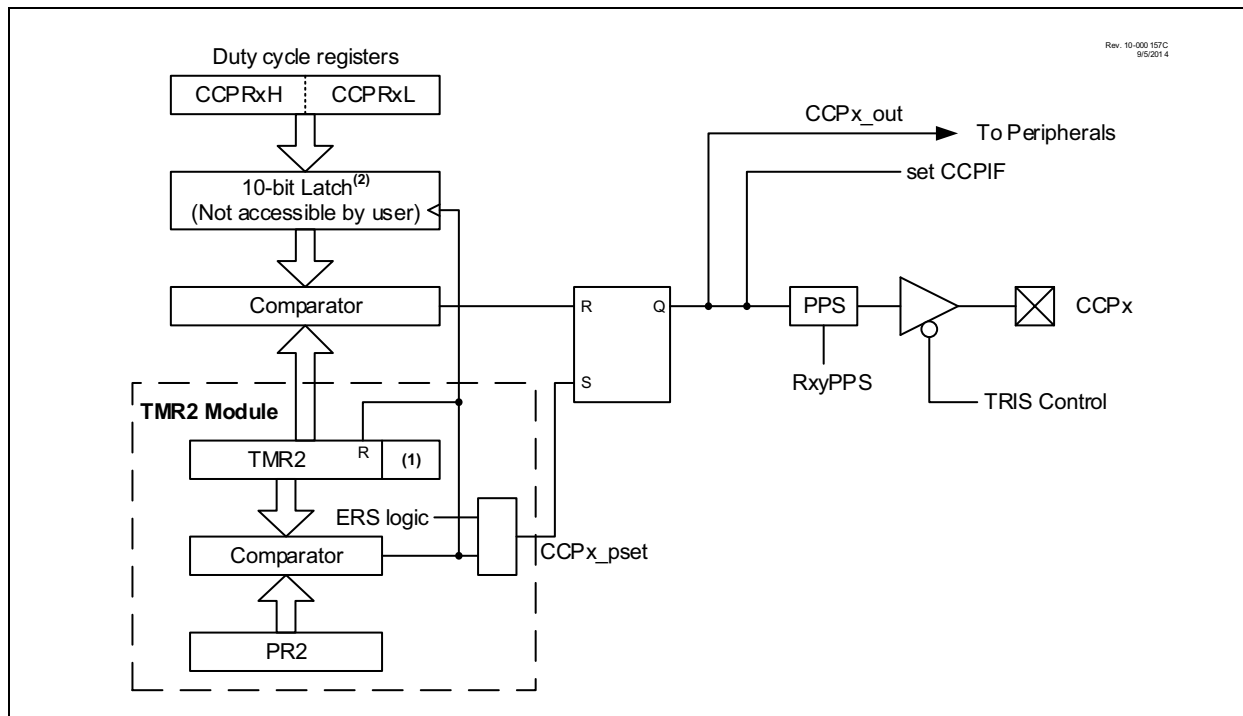 Rev. 10-000 157C
9/5/201 4
Duty cycle registers
CCPRxH CCPRxL
CCPx_out
To Peripherals
set CCPIF
10-bit Latch(2)
(Not accessible by user)
Comparator
R Q
PPS
CCPx
S
RxyPPS
TRIS Control
TMR2 Module
TMR2 R (1)
ERS logic
Comparator
CCPx_pset
PR2